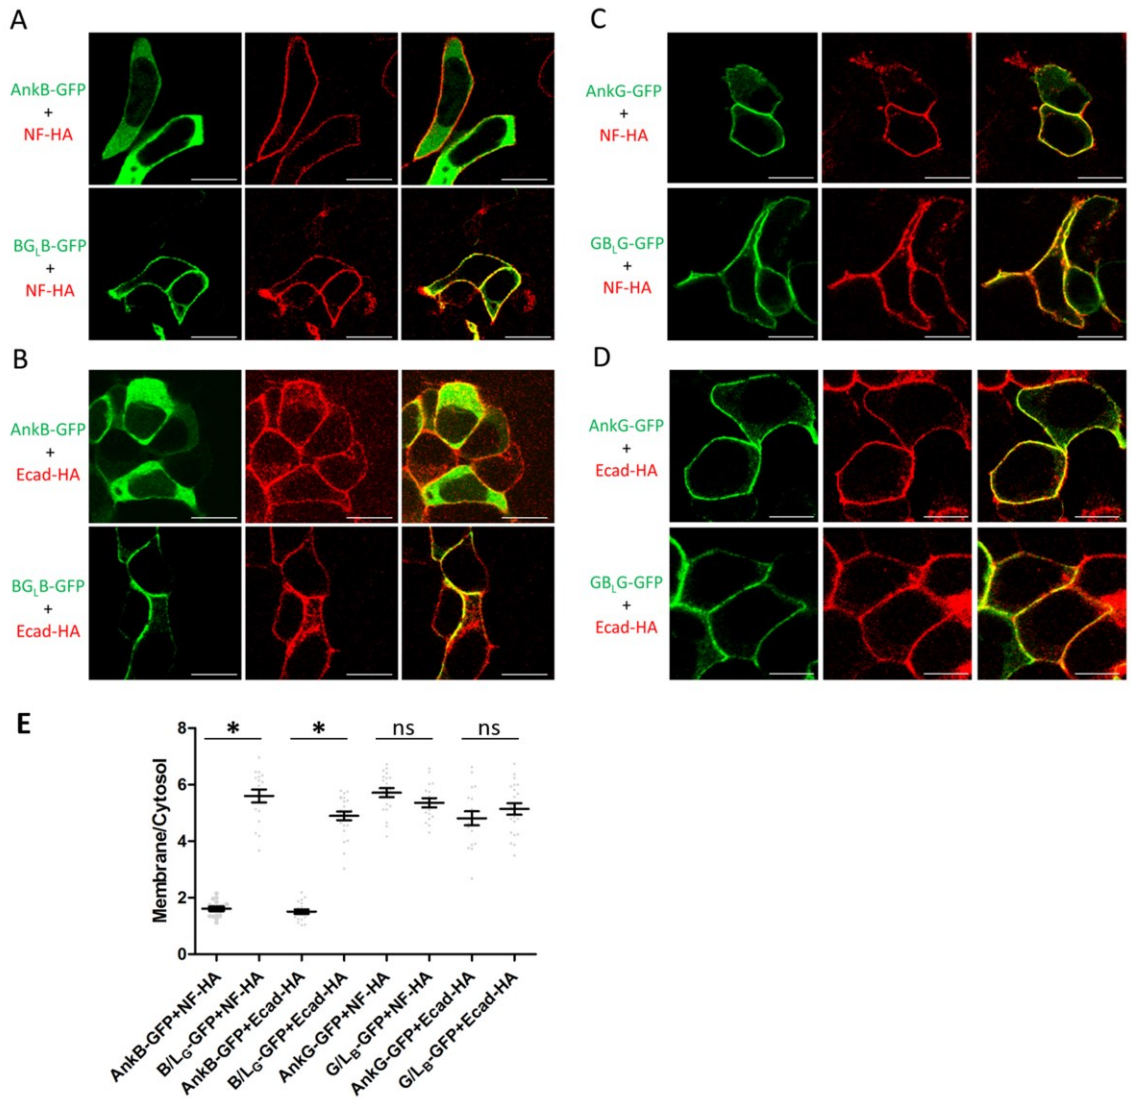 A
AnkB-GFP
+
NF-HA
BGLB-GFP
+
NF-HA
B
AnkB-GFP
+
Ecad-HA
BGLB-GFP
+
Ecad-HA
C
AnkG-GFP
+
NF-HA
GBLG-GFP
+
NF-HA
D
AnkG-GFP
+
Ecad-HA
GBLG-GFP
+
Ecad-HA
E
Membrane/Cytosol
8
6
4
2
0
* * ns ns
AnkB-GFP+NF-HA
B/LG-GFP+NF-HA
AnkB-GFP+Ecad-HA
B/LG-GFP+Ecad-HA
AnkG-GFP+NF-HA
G/LB-GFP+NF-HA
AnkG-GFP+Ecad-HA
G/LB-GFP+Ecad-HA